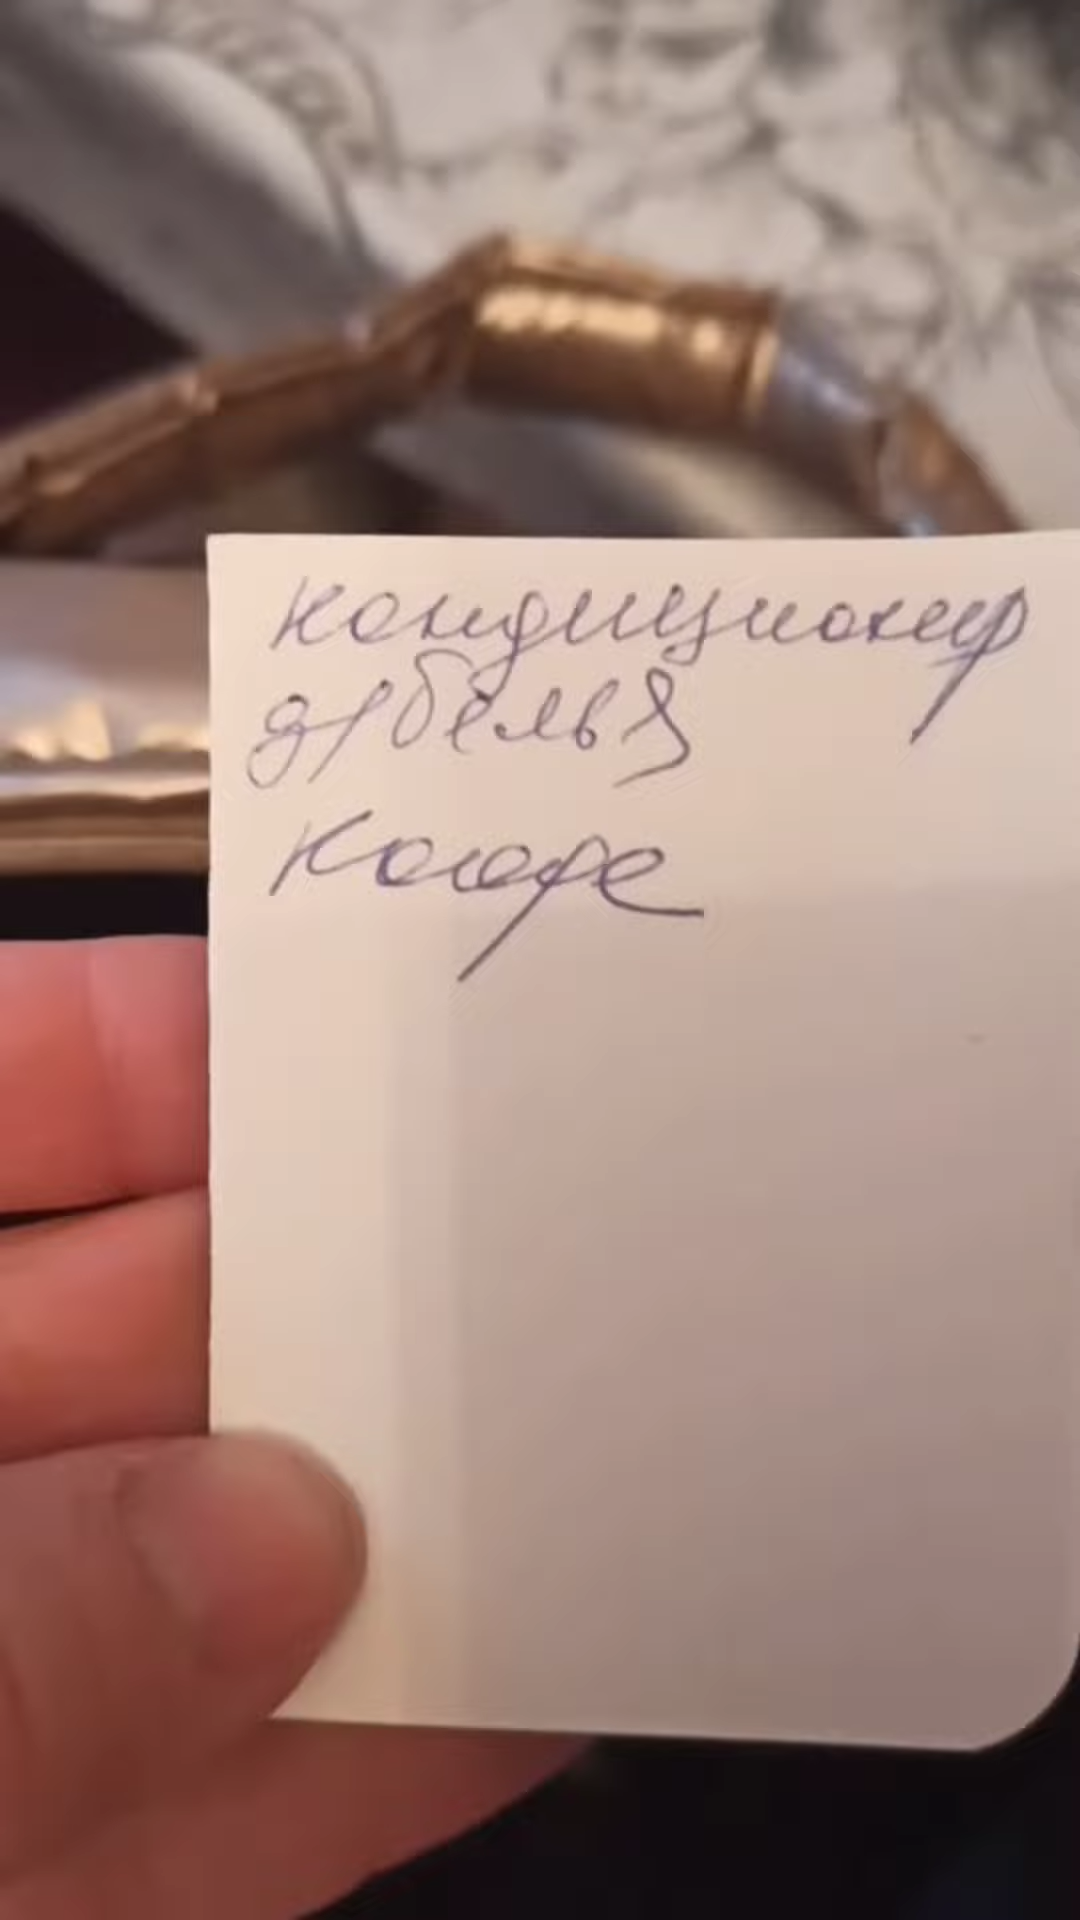 кондиционер
д/белья
кофе